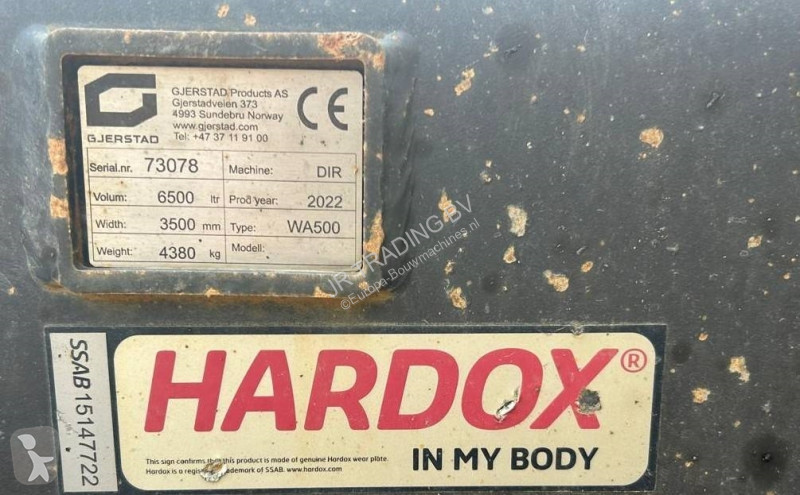 GJERSTAD
GJERSTAD Products AS
Gjerstadveien 373
4993 Sundebru Norway
www.gjerstad.com
Tel: +47 37 11 91 00
CE
Serial.nr. 73078 Machine: DIR
Volum: 6500 ltr Prod year: 2022
Width: 3500 mm Type: WA500
Weight: 4380 kg Modell:
JR TRADING BV
©Europa-Bouwmachines.nl
SSAB15147722
HARDOX®
IN MY BODY
This sign confirms that this product is made of genuine Hardox wear plate.
Hardox is a registered trademark of SSAB. www.hardox.com